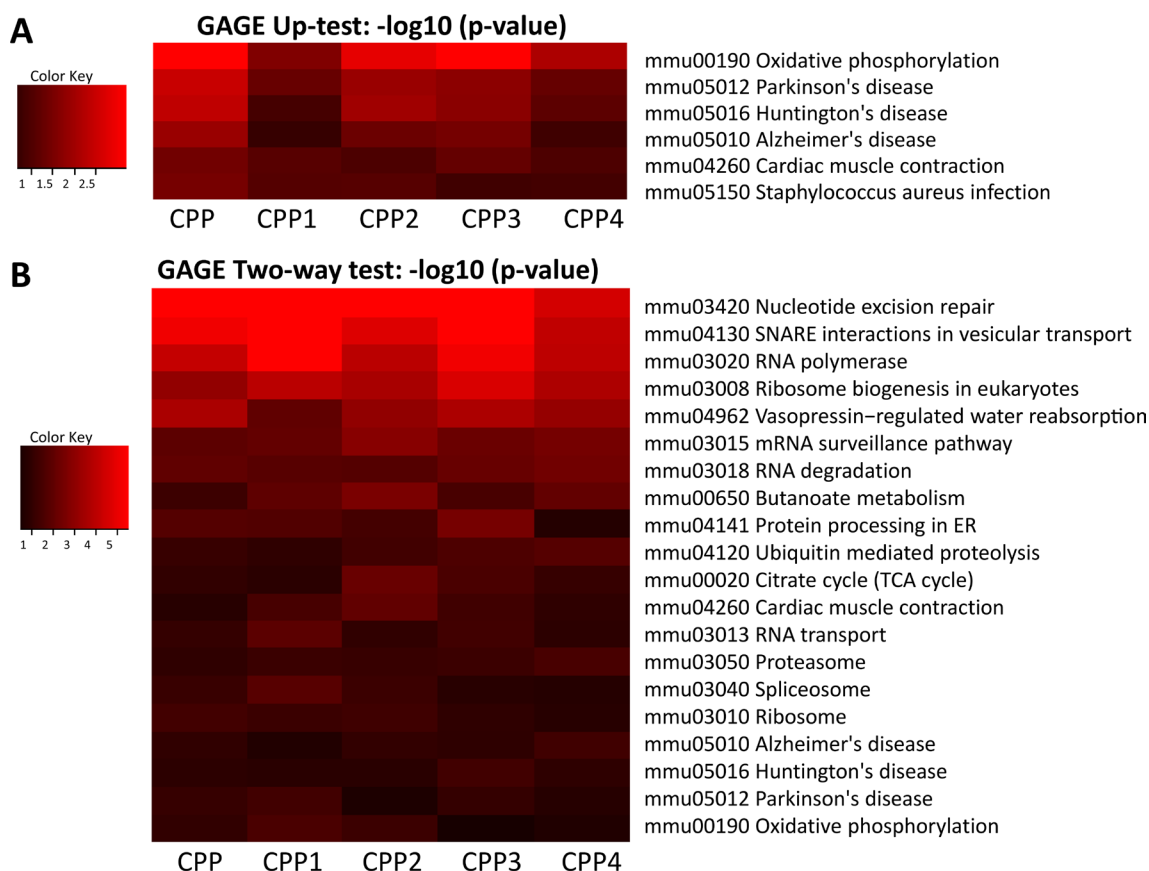 A
GAGE Up-test: -log10 (p-value)
Color Key
1 1.5 2 2.5
mmu00190 Oxidative phosphorylation
mmu05012 Parkinson's disease
mmu05016 Huntington's disease
mmu05010 Alzheimer's disease
mmu04260 Cardiac muscle contraction
mmu05150 Staphylococcus aureus infection
CPP CPP1 CPP2 CPP3 CPP4
B
GAGE Two-way test: -log10 (p-value)
Color Key
1 2 3 4 5
mmu03420 Nucleotide excision repair
mmu04130 SNARE interactions in vesicular transport
mmu03020 RNA polymerase
mmu03008 Ribosome biogenesis in eukaryotes
mmu04962 Vasopressin−regulated water reabsorption
mmu03015 mRNA surveillance pathway
mmu03018 RNA degradation
mmu00650 Butanoate metabolism
mmu04141 Protein processing in ER
mmu04120 Ubiquitin mediated proteolysis
mmu00020 Citrate cycle (TCA cycle)
mmu04260 Cardiac muscle contraction
mmu03013 RNA transport
mmu03050 Proteasome
mmu03040 Spliceosome
mmu03010 Ribosome
mmu05010 Alzheimer's disease
mmu05016 Huntington's disease
mmu05012 Parkinson's disease
mmu00190 Oxidative phosphorylation
CPP CPP1 CPP2 CPP3 CPP4